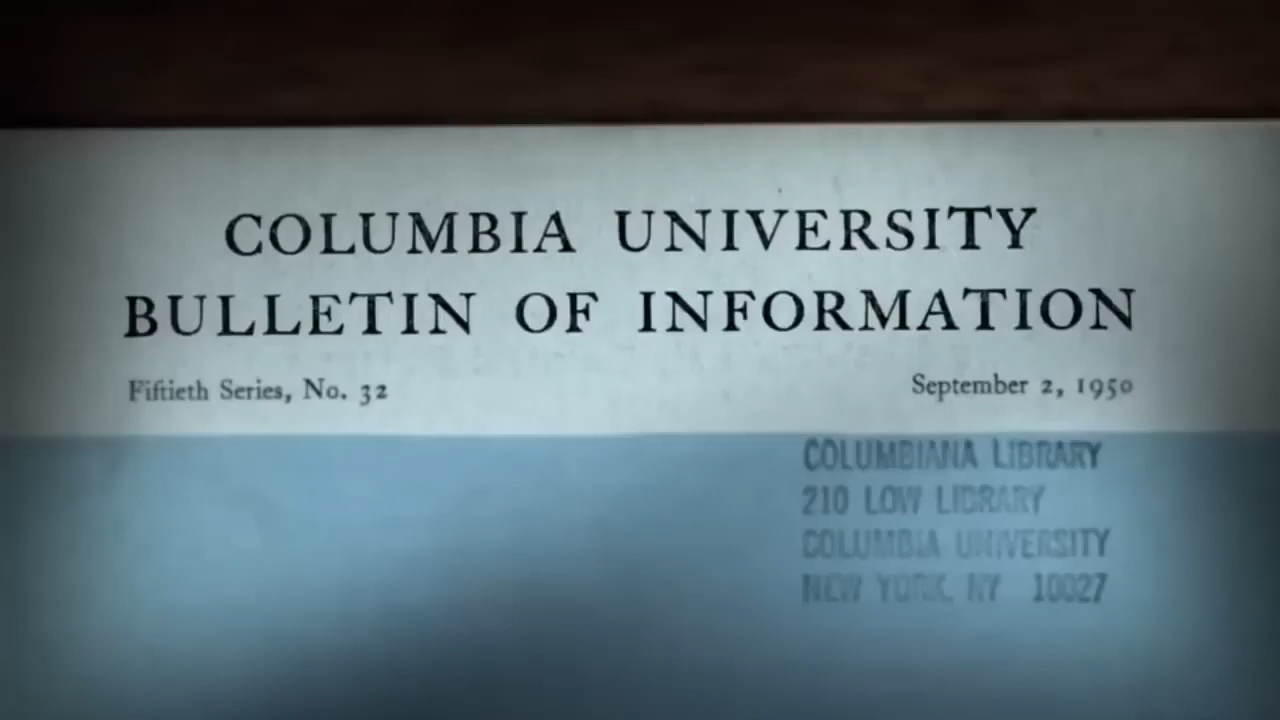 COLUMBIA UNIVERSITY
BULLETIN OF INFORMATION
Fiftieth Series, No. 32
September 2, 1950
COLUMBIANA LIBRARY
210 LOW LIBRARY
COLUMBIA UNIVERSITY
NEW YORK, NY 10027